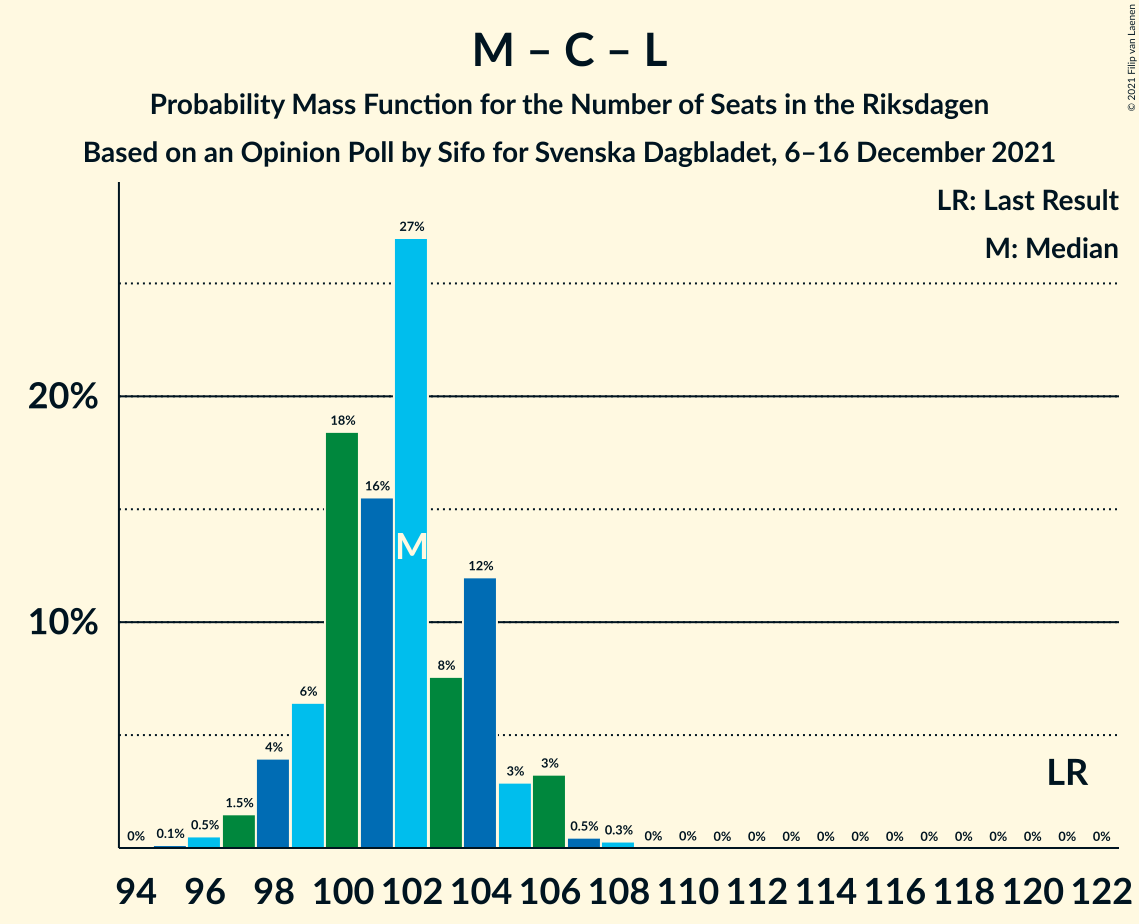 M – C – L
Probability Mass Function for the Number of Seats in the Riksdagen
Based on an Opinion Poll by Sifo for Svenska Dagbladet, 6–16 December 2021
© 2021 Filip van Laenen
LR: Last Result
M: Median
20%
10%
0% 0.1% 0.5% 1.5% 4% 6% 18% 16% 27% 8% 12% 3% 3% 0.5% 0.3% 0% 0% 0% 0% 0% 0% 0% 0% 0% 0% 0% 0% 0% 0%
M
LR
94 96 98 100 102 104 106 108 110 112 114 116 118 120 122